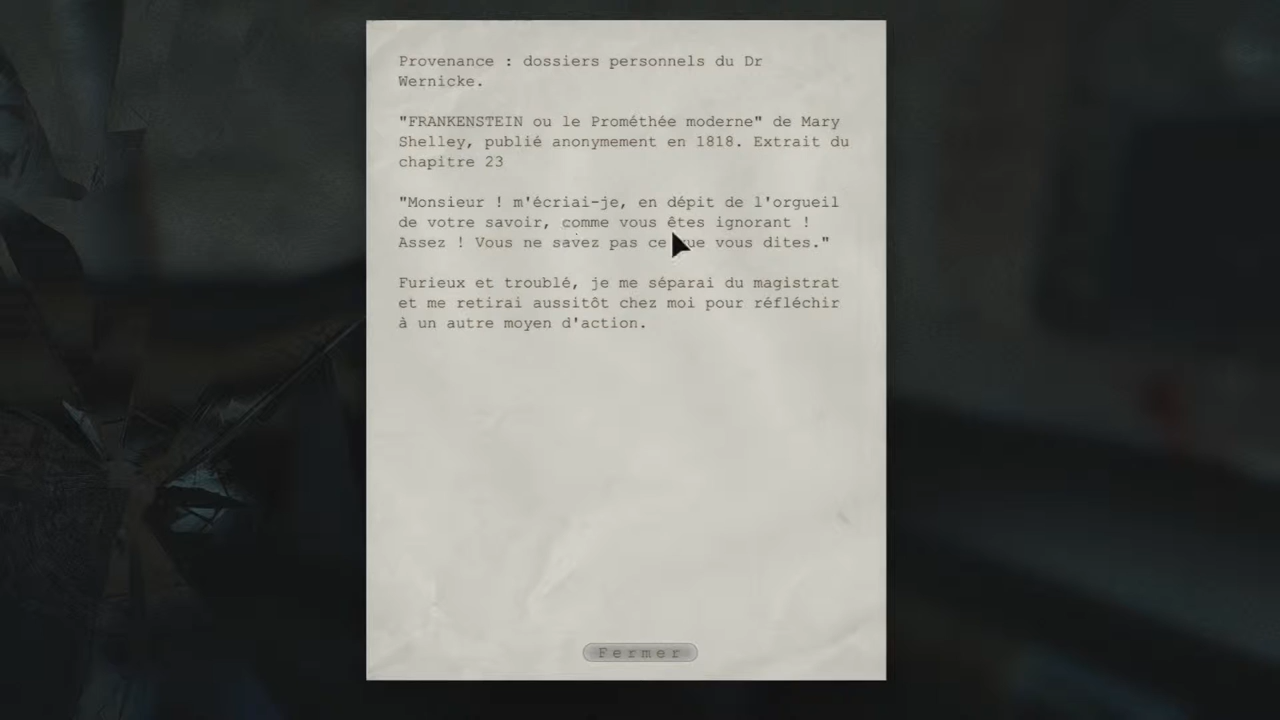 Provenance : dossiers personnels du Dr
Wernicke.
"FRANKENSTEIN ou le Prométhée moderne" de Mary
Shelley, publié anonymement en 1818. Extrait du
chapitre 23
"Monsieur ! m'écriai-je, en dépit de l'orgueil
de votre savoir, comme vous êtes ignorant !
Assez ! Vous ne savez pas ce que vous dites."
Furieux et troublé, je me séparai du magistrat
et me retirai aussitôt chez moi pour réfléchir
à un autre moyen d'action.
Fermer